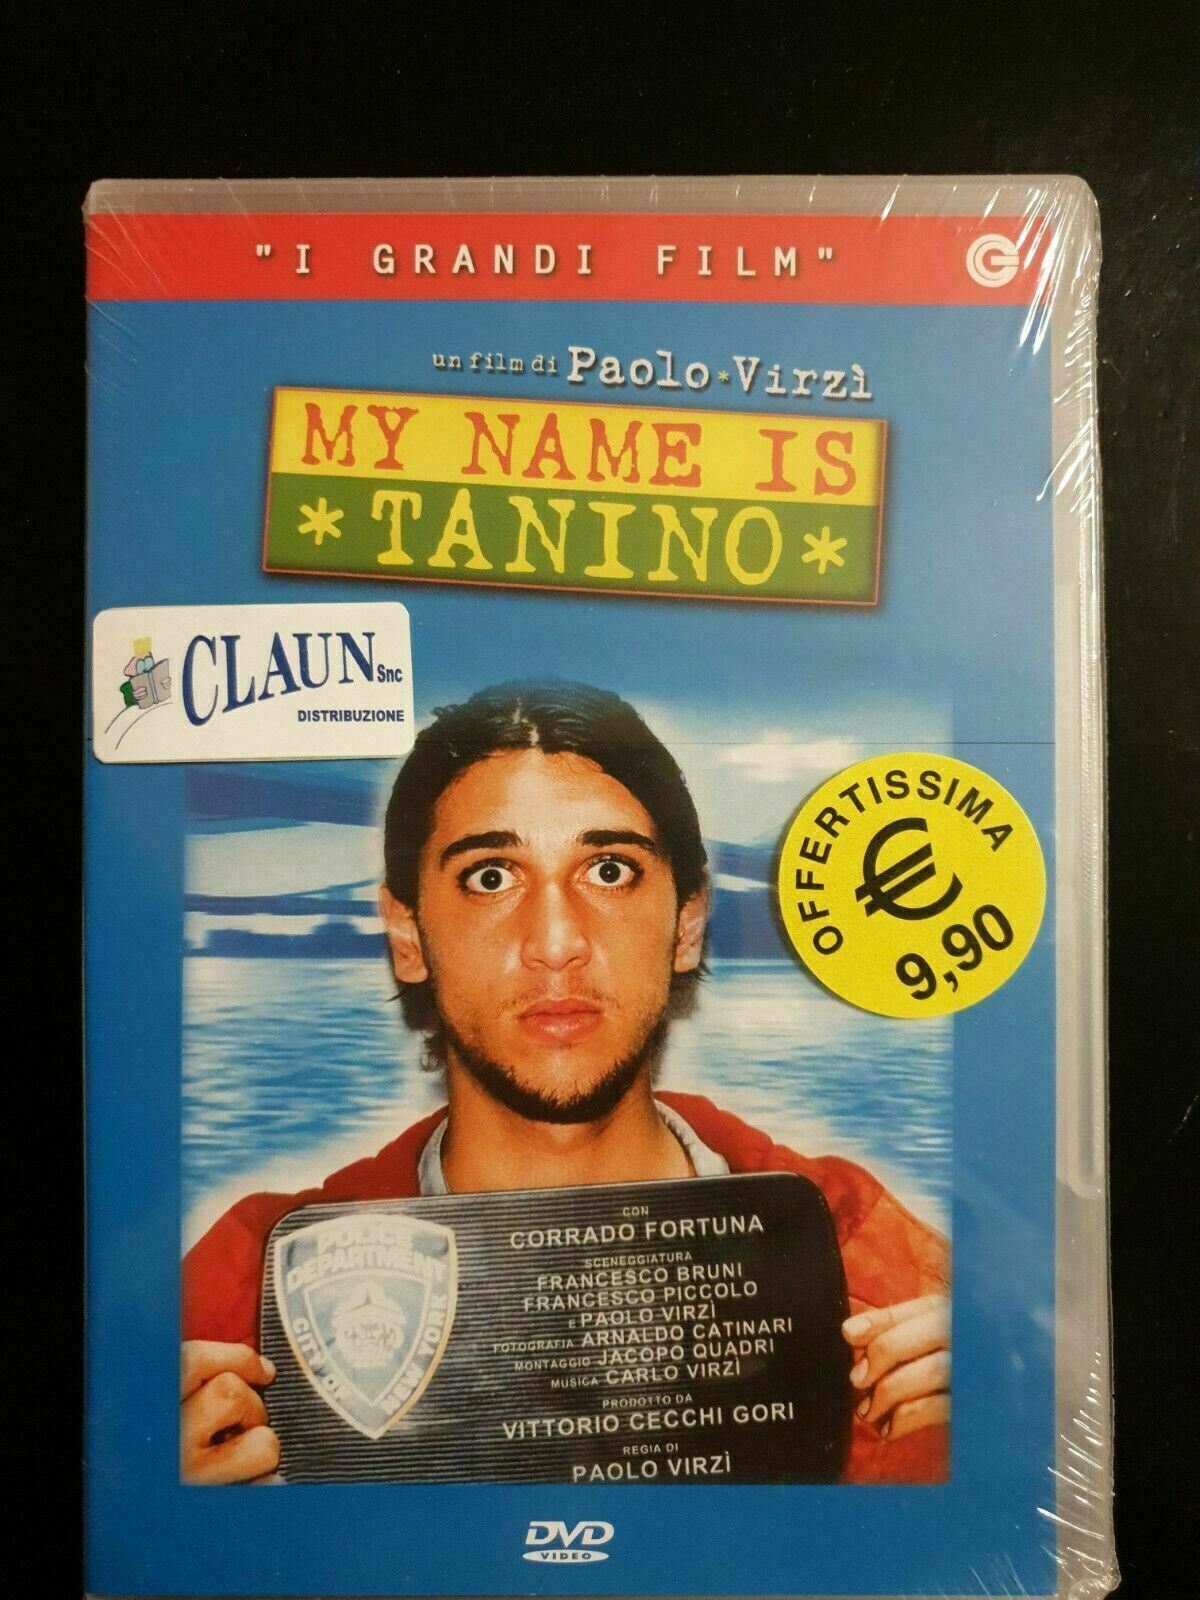 "I GRANDI FILM"
un film di Paolo * Virzì
MY NAME IS
* TANINO *
CLAUN Snc
DISTRIBUZIONE
OFFERTISSIMA
€
9,90
CON
CORRADO FORTUNA
SCENEGGIATURA
FRANCESCO BRUNI
FRANCESCO PICCOLO
E PAOLO VIRZÌ
FOTOGRAFIA ARNALDO CATINARI
MONTAGGIO JACOPO QUADRI
MUSICA CARLO VIRZÌ
PRODOTTO DA
VITTORIO CECCHI GORI
REGIA DI
PAOLO VIRZÌ
POLICE
DEPARTMENT
CITY OF
NEW YORK
DVD
VIDEO